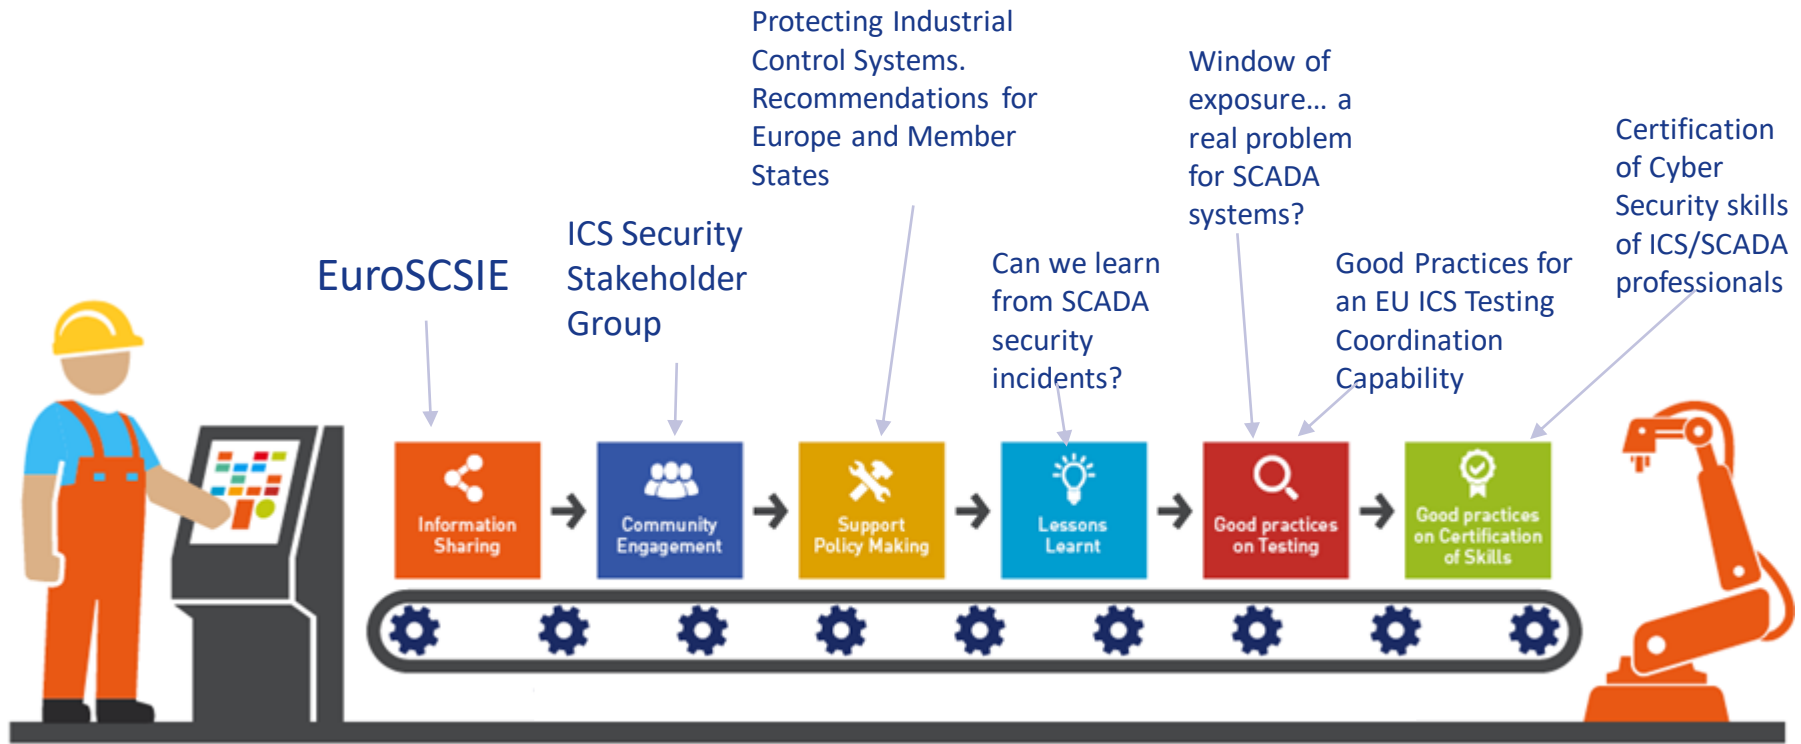 Protecting Industrial
Control Systems.
Recommendations for
Europe and Member
States
Window of
exposure... a
real problem
for SCADA
systems?
Certification
of Cyber
Security skills
of ICS/SCADA
professionals
EuroSCSIE
ICS Security
Stakeholder
Group
Can we learn
from SCADA
security
incidents?
Good Practices for
an EU ICS Testing
Coordination
Capability
Information
Sharing
Community
Engagement
Support
Policy Making
Lessons
Learnt
Good practices
on Testing
Good practices
on Certification
of Skills